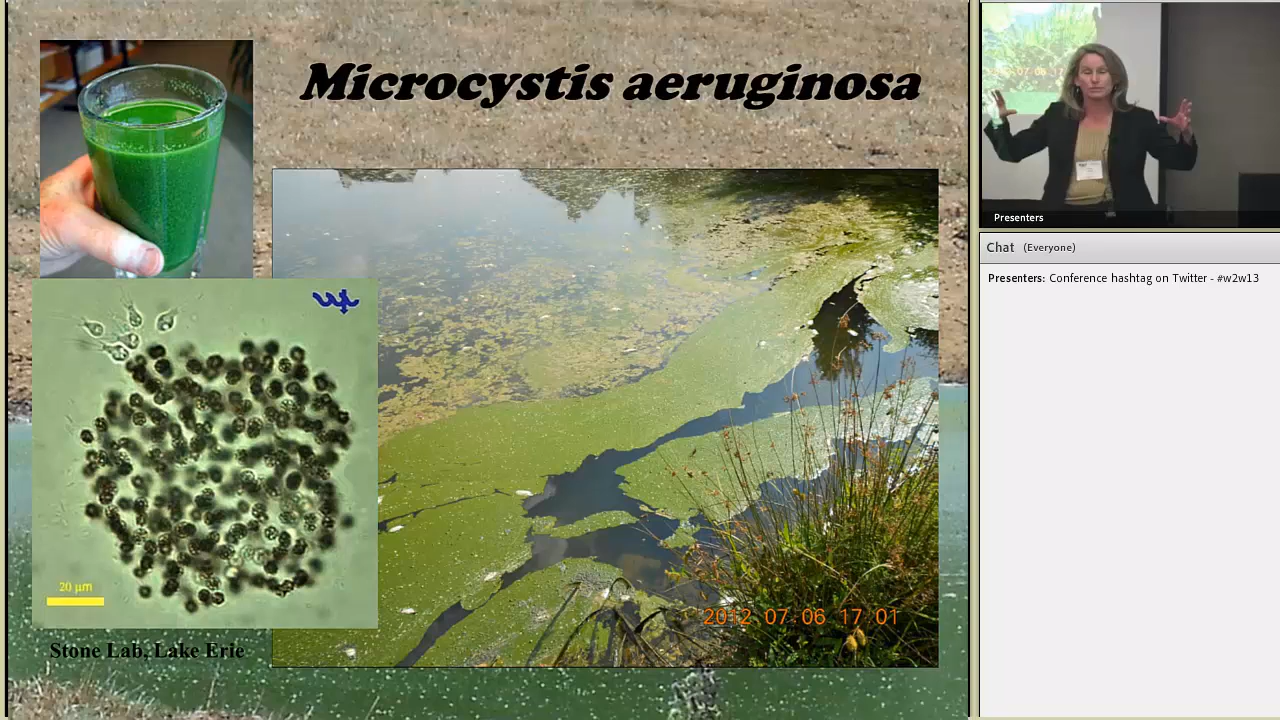 Microcystis aeruginosa
20 µm
Stone Lab, Lake Erie
2012 07 06 17 01
Presenters
Chat (Everyone)
Presenters: Conference hashtag on Twitter - #w2w13